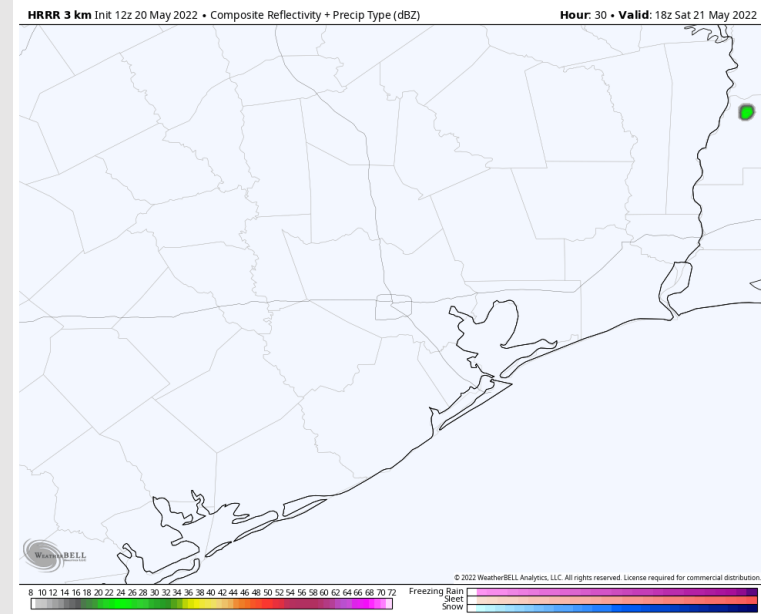 HRRR 3 km Init 12z 20 May 2022 • Composite Reflectivity + Precip Type (dBZ)
Hour: 30 • Valid: 18z Sat 21 May 2022
WEATHERBELL
© 2022 WeatherBELL Analytics, LLC. All rights reserved. License required for commercial distribution.
8 10 12 14 16 18 20 22 24 26 28 30 32 34 36 38 40 42 44 46 48 50 52 54 56 58 60 62 64 66 68 70 72
Freezing Rain
Sleet
Snow